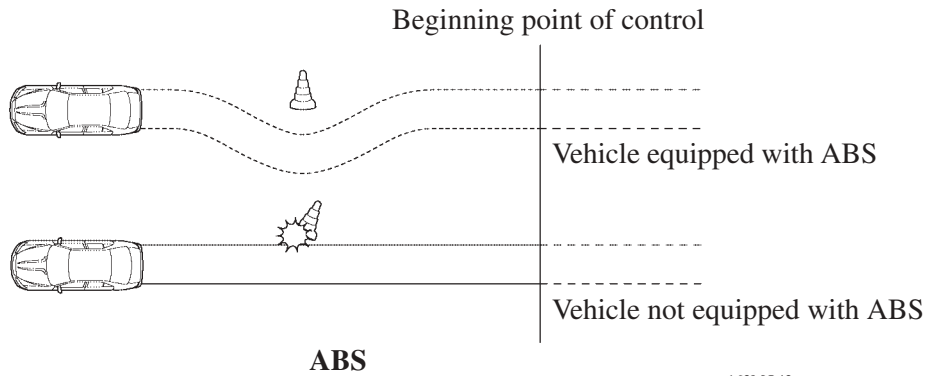 Beginning point of control
Vehicle equipped with ABS
Vehicle not equipped with ABS
ABS